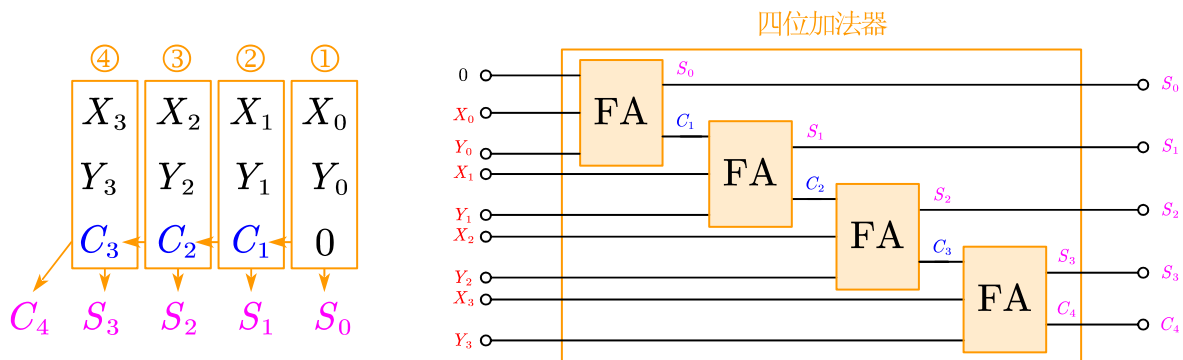 ④ ③ ② ①
X₃ X₂ X₁ X₀
Y₃ Y₂ Y₁ Y₀
C₃ C₂ C₁ 0
C₄ S₃ S₂ S₁ S₀
四位加法器
0
X₀
Y₀
X₁
Y₁
X₂
Y₂
X₃
Y₃
FA
S₀
C₁
FA
S₁
C₂
FA
S₂
C₃
FA
S₃
C₄
S₀
S₁
S₂
S₃
C₄